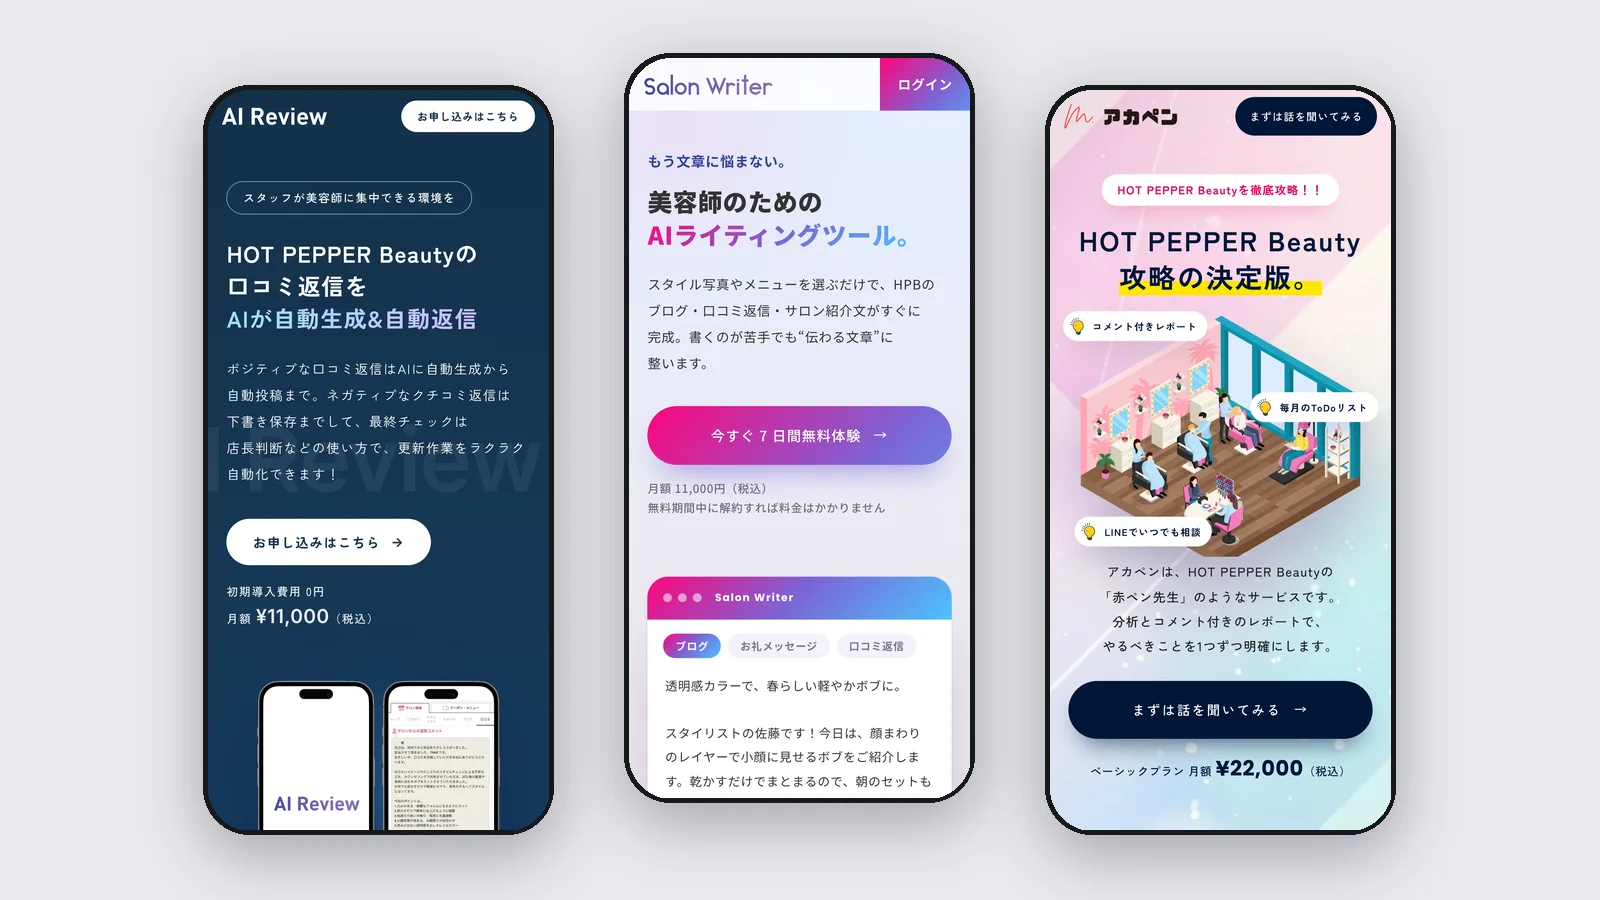 AI Review
お申し込みはこちら
スタッフが美容師に集中できる環境を
HOT PEPPER Beautyの
口コミ返信を
AIが自動生成&自動返信
ポジティブな口コミ返信はAIに自動生成から
自動投稿まで。ネガティブなクチコミ返信は
下書き保存までして、最終チェックは
店長判断などの使い方で、更新作業をラクラク
自動化できます！
お申し込みはこちら →
初期導入費用 0円
月額 ¥11,000（税込）
AI Review
Salon Writer
ログイン
もう文章に悩まない。
美容師のための
AIライティングツール。
スタイル写真やメニューを選ぶだけで、HPBの
ブログ・口コミ返信・サロン紹介文がすぐに
完成。書くのが苦手でも“伝わる文章”に
整います。
今すぐ 7 日間無料体験 →
月額 11,000円（税込）
無料期間中に解約すれば料金はかかりません
Salon Writer
ブログ
お礼メッセージ
口コミ返信
透明感カラーで、春らしい軽やかボブに。
スタイリストの佐藤です！今日は、顔まわり
のレイヤーで小顔に見せるボブをご紹介しま
す。乾かすだけでまとまるので、朝のセットも
アカペン
まずは話を聞いてみる
HOT PEPPER Beautyを徹底攻略！！
HOT PEPPER Beauty
攻略の決定版。
コメント付きレポート
毎月のToDoリスト
LINEでいつでも相談
アカペンは、HOT PEPPER Beautyの
「赤ペン先生」のようなサービスです。
分析とコメント付きのレポートで、
やるべきことを1つずつ明確にします。
まずは話を聞いてみる →
ベーシックプラン 月額 ¥22,000（税込）